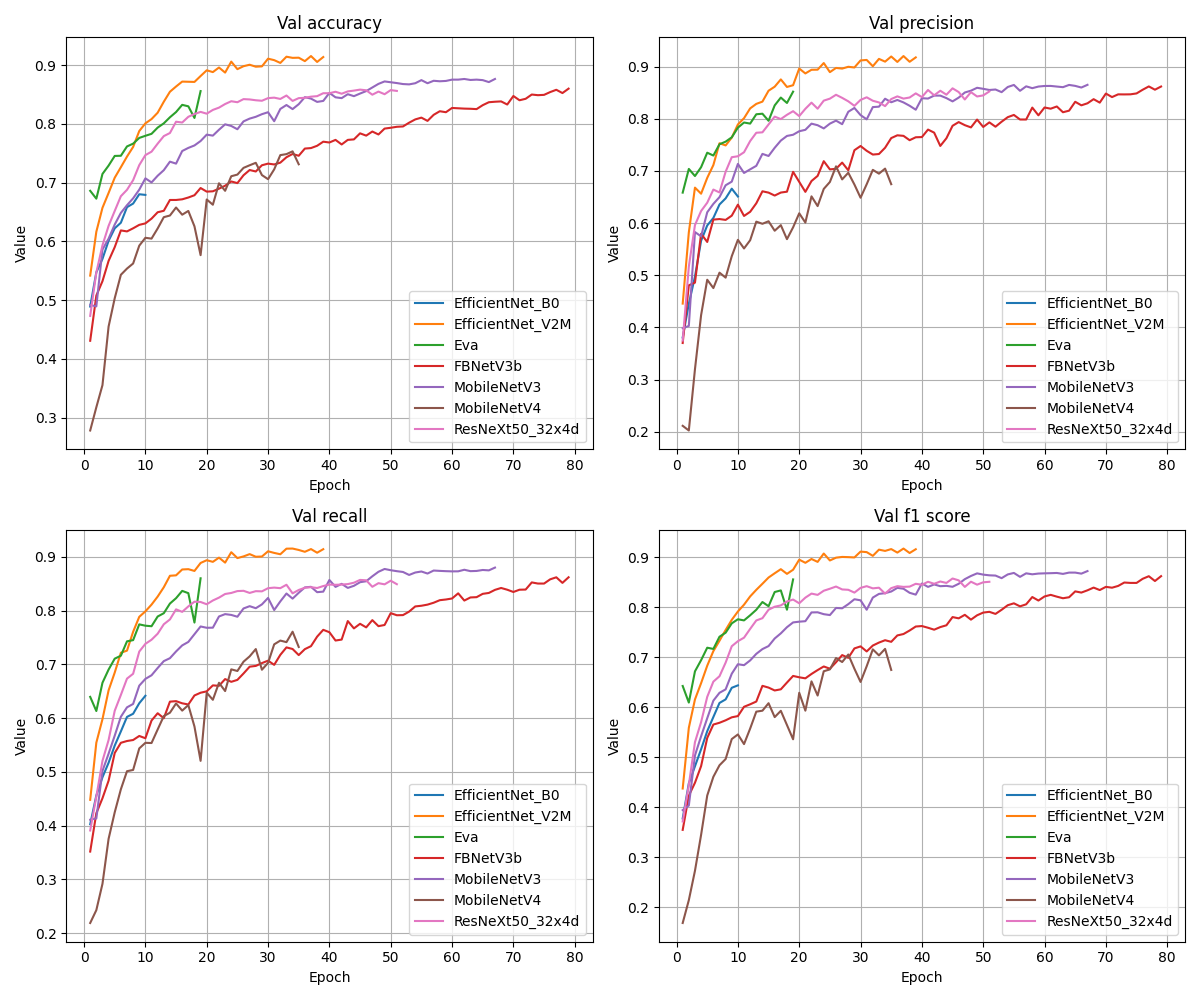 Val accuracy
Value
0.9
0.8
0.7
0.6
0.5
0.4
0.3
0 10 20 30 40 50 60 70 80
Epoch
EfficientNet_B0
EfficientNet_V2M
Eva
FBNetV3b
MobileNetV3
MobileNetV4
ResNeXt50_32x4d
Val precision
Value
0.9
0.8
0.7
0.6
0.5
0.4
0.3
0.2
0 10 20 30 40 50 60 70 80
Epoch
EfficientNet_B0
EfficientNet_V2M
Eva
FBNetV3b
MobileNetV3
MobileNetV4
ResNeXt50_32x4d
Val recall
Value
0.9
0.8
0.7
0.6
0.5
0.4
0.3
0.2
0 10 20 30 40 50 60 70 80
Epoch
EfficientNet_B0
EfficientNet_V2M
Eva
FBNetV3b
MobileNetV3
MobileNetV4
ResNeXt50_32x4d
Val f1 score
Value
0.9
0.8
0.7
0.6
0.5
0.4
0.3
0.2
0 10 20 30 40 50 60 70 80
Epoch
EfficientNet_B0
EfficientNet_V2M
Eva
FBNetV3b
MobileNetV3
MobileNetV4
ResNeXt50_32x4d